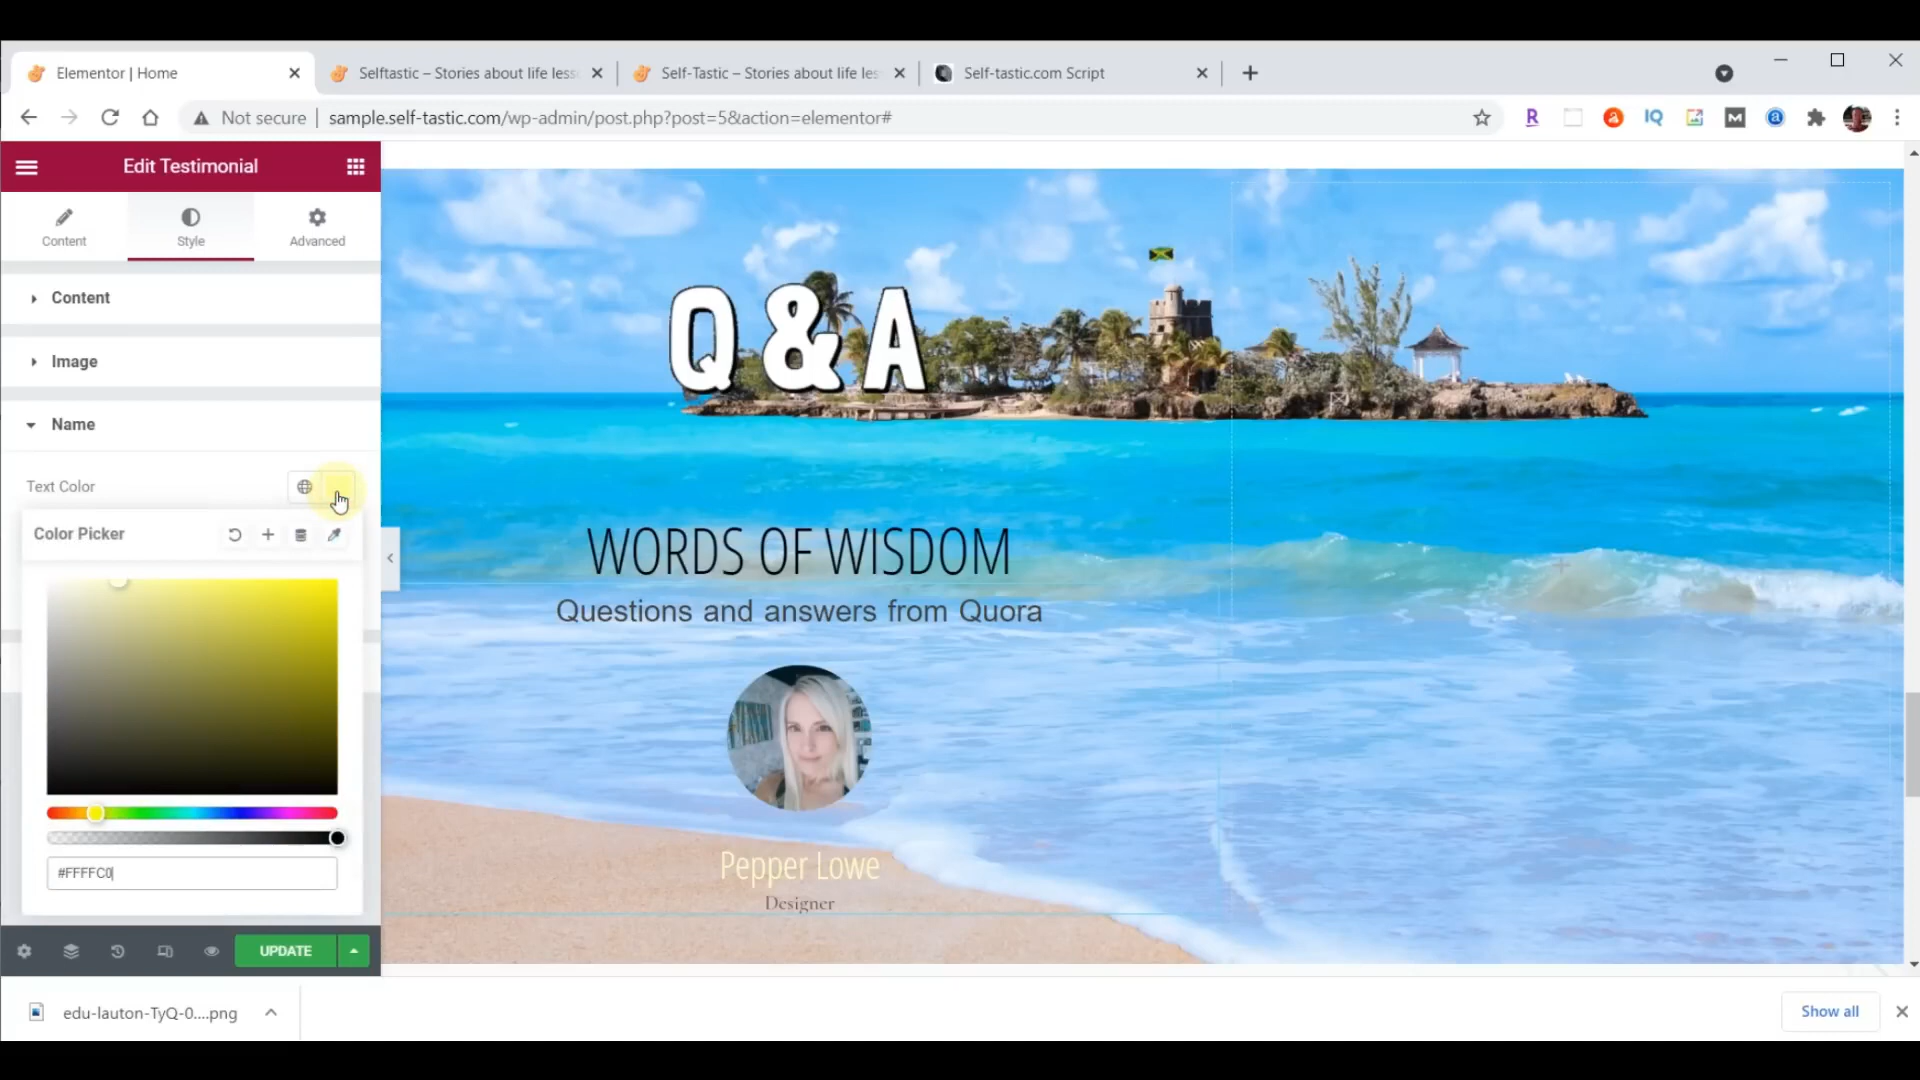 Elementor | Home
Selftastic – Stories about life less
Self-Tastic – Stories about life les
Self-tastic.com Script
Not secure
sample.self-tastic.com/wp-admin/post.php?post=5&action=elementor#
Edit Testimonial
Content
Style
Advanced
Content
Image
Name
Text Color
Color Picker
#FFFFC0
UPDATE
Q & A
WORDS OF WISDOM
Questions and answers from Quora
Pepper Lowe
Designer
edu-lauton-TyQ-0....png
Show all